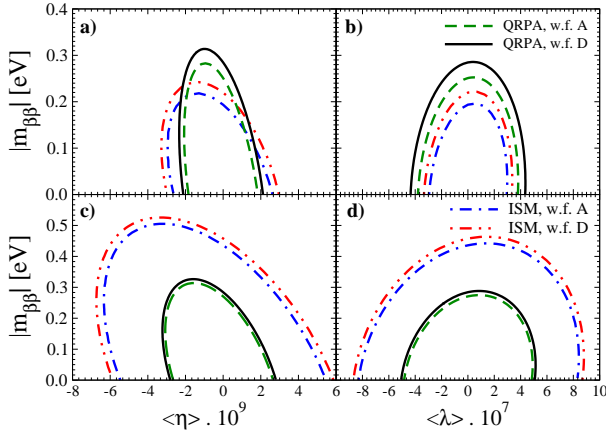 0.4
a)
b)
QRPA, w.f. A
QRPA, w.f. D
0.3
0.2
0.1
0.0
|m_ββ| [eV]
c)
d)
ISM, w.f. A
ISM, w.f. D
0.5
0.4
0.3
0.2
0.1
0.0
|m_ββ| [eV]
-8 -6 -4 -2 0 2 4 6
-8 -6 -4 -2 0 2 4 6 8 10
<η> . 10⁹
<λ> . 10⁷